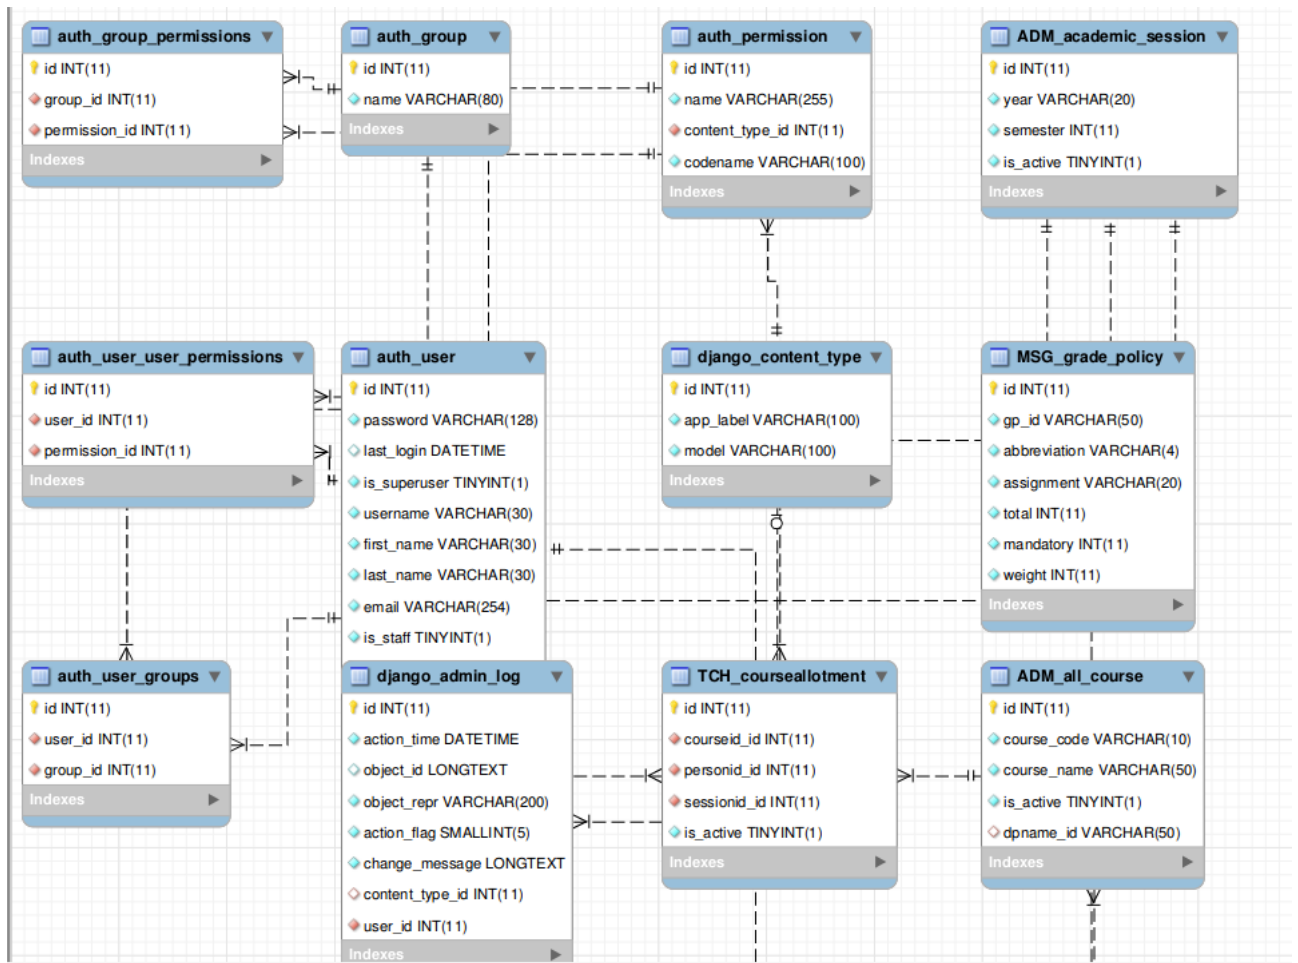 auth_group_permissions
id INT(11)
group_id INT(11)
permission_id INT(11)
Indexes
auth_group
id INT(11)
name VARCHAR(80)
Indexes
auth_permission
id INT(11)
name VARCHAR(255)
content_type_id INT(11)
codename VARCHAR(100)
Indexes
ADM_academic_session
id INT(11)
year VARCHAR(20)
semester INT(11)
is_active TINYINT(1)
Indexes
auth_user_user_permissions
id INT(11)
user_id INT(11)
permission_id INT(11)
Indexes
auth_user
id INT(11)
password VARCHAR(128)
last_login DATETIME
is_superuser TINYINT(1)
username VARCHAR(30)
first_name VARCHAR(30)
last_name VARCHAR(30)
email VARCHAR(254)
is_staff TINYINT(1)
django_content_type
id INT(11)
app_label VARCHAR(100)
model VARCHAR(100)
Indexes
MSG_grade_policy
id INT(11)
gp_id VARCHAR(50)
abbreviation VARCHAR(4)
assignment VARCHAR(20)
total INT(11)
mandatory INT(11)
weight INT(11)
Indexes
auth_user_groups
id INT(11)
user_id INT(11)
group_id INT(11)
Indexes
django_admin_log
id INT(11)
action_time DATETIME
object_id LONGTEXT
object_repr VARCHAR(200)
action_flag SMALLINT(5)
change_message LONGTEXT
content_type_id INT(11)
user_id INT(11)
Indexes
TCH_courseallotment
id INT(11)
courseid_id INT(11)
personid_id INT(11)
sessionid_id INT(11)
is_active TINYINT(1)
Indexes
ADM_all_course
id INT(11)
course_code VARCHAR(10)
course_name VARCHAR(50)
is_active TINYINT(1)
dpname_id VARCHAR(50)
Indexes